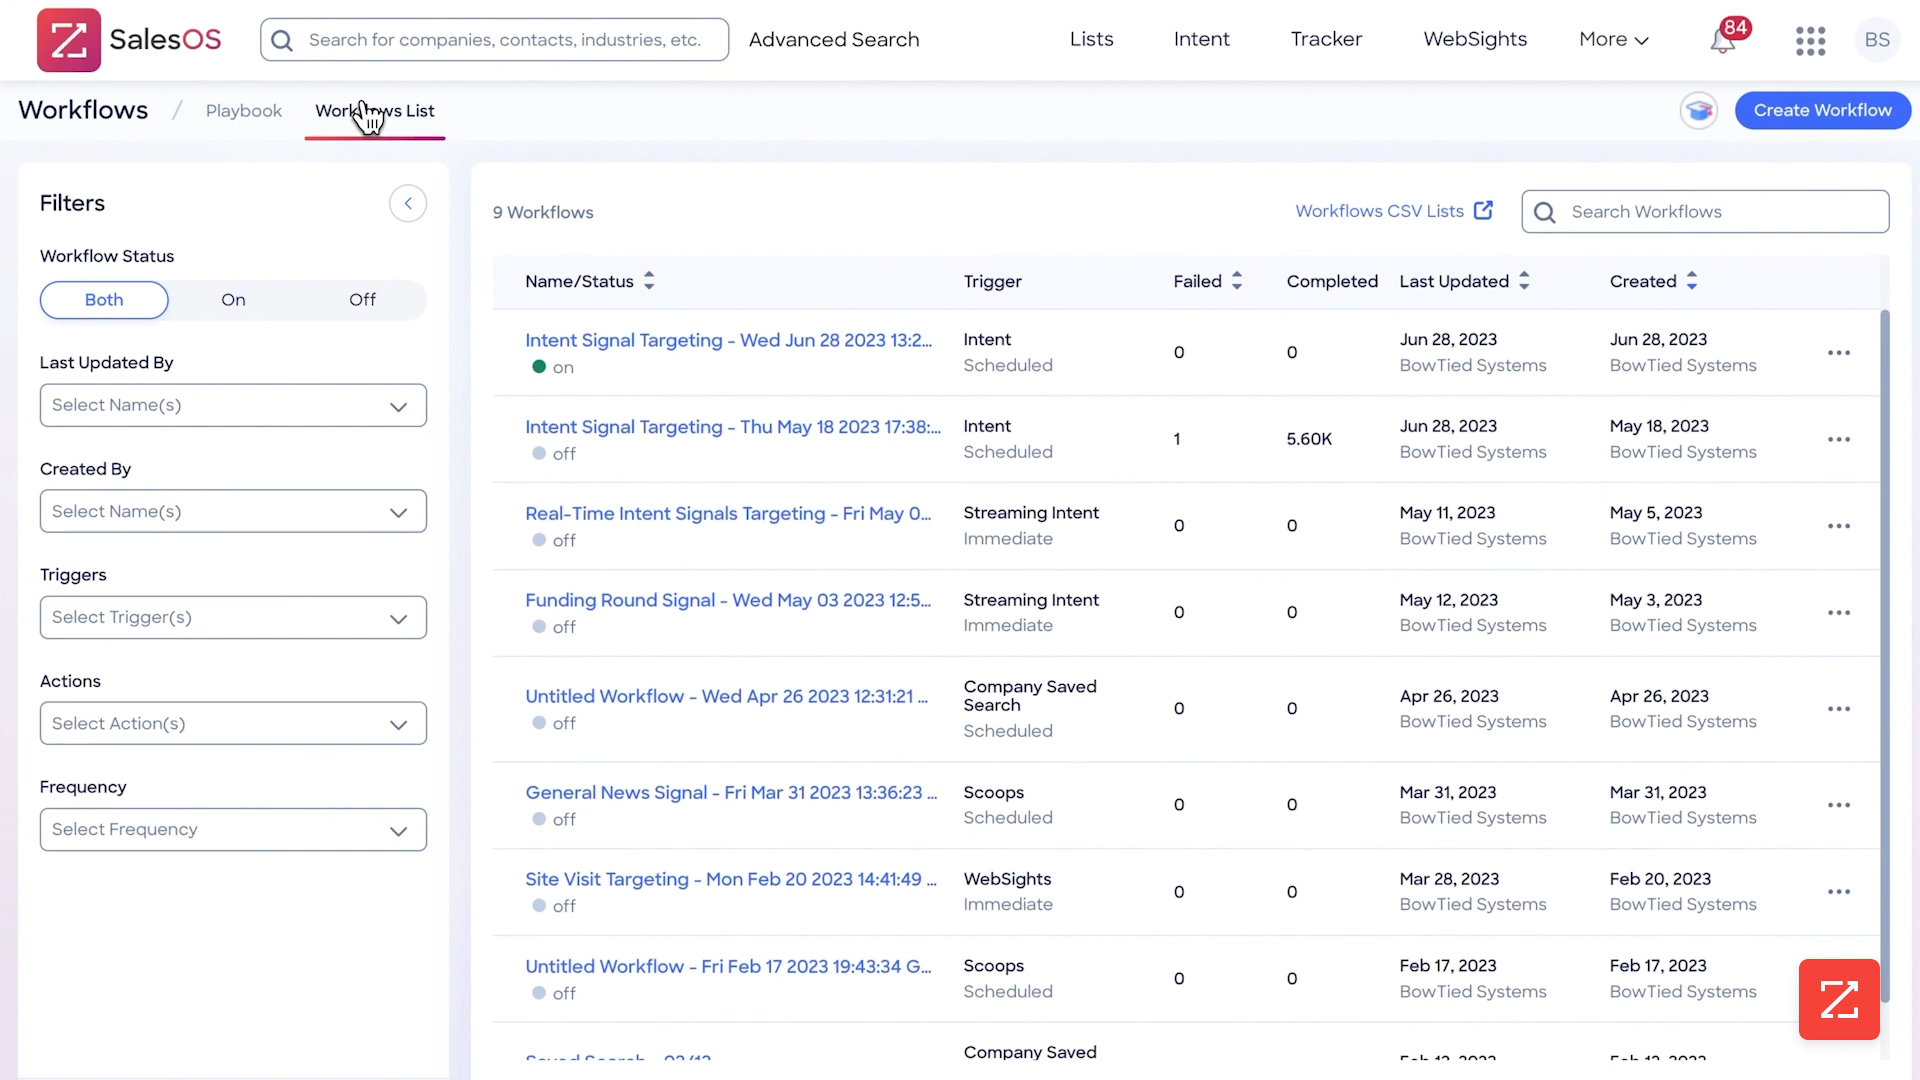 SalesOS
Search for companies, contacts, industries, etc.
Advanced Search
Lists
Intent
Tracker
WebSights
More
84
BS
Workflows / Playbook
Workflows List
Create Workflow
Filters
Workflow Status
Both
On
Off
Last Updated By
Select Name(s)
Created By
Select Name(s)
Triggers
Select Trigger(s)
Actions
Select Action(s)
Frequency
Select Frequency
9 Workflows
Workflows CSV Lists
Search Workflows
Name/Status Trigger Failed Completed Last Updated Created
Intent Signal Targeting - Wed Jun 28 2023 13:2... Intent 0 0 Jun 28, 2023 Jun 28, 2023
on Scheduled BowTied Systems BowTied Systems
Intent Signal Targeting - Thu May 18 2023 17:38:... Intent 1 5.60K Jun 28, 2023 May 18, 2023
off Scheduled BowTied Systems BowTied Systems
Real-Time Intent Signals Targeting - Fri May 0... Streaming Intent 0 0 May 11, 2023 May 5, 2023
off Immediate BowTied Systems BowTied Systems
Funding Round Signal - Wed May 03 2023 12:5... Streaming Intent 0 0 May 12, 2023 May 3, 2023
off Immediate BowTied Systems BowTied Systems
Untitled Workflow - Wed Apr 26 2023 12:31:21 ... Company Saved Search 0 0 Apr 26, 2023 Apr 26, 2023
off Scheduled BowTied Systems BowTied Systems
General News Signal - Fri Mar 31 2023 13:36:23 ... Scoops 0 0 Mar 31, 2023 Mar 31, 2023
off Scheduled BowTied Systems BowTied Systems
Site Visit Targeting - Mon Feb 20 2023 14:41:49 ... WebSights 0 0 Mar 28, 2023 Feb 20, 2023
off Immediate BowTied Systems BowTied Systems
Untitled Workflow - Fri Feb 17 2023 19:43:34 G... Scoops 0 0 Feb 17, 2023 Feb 17, 2023
off Scheduled BowTied Systems BowTied Systems
Company Saved